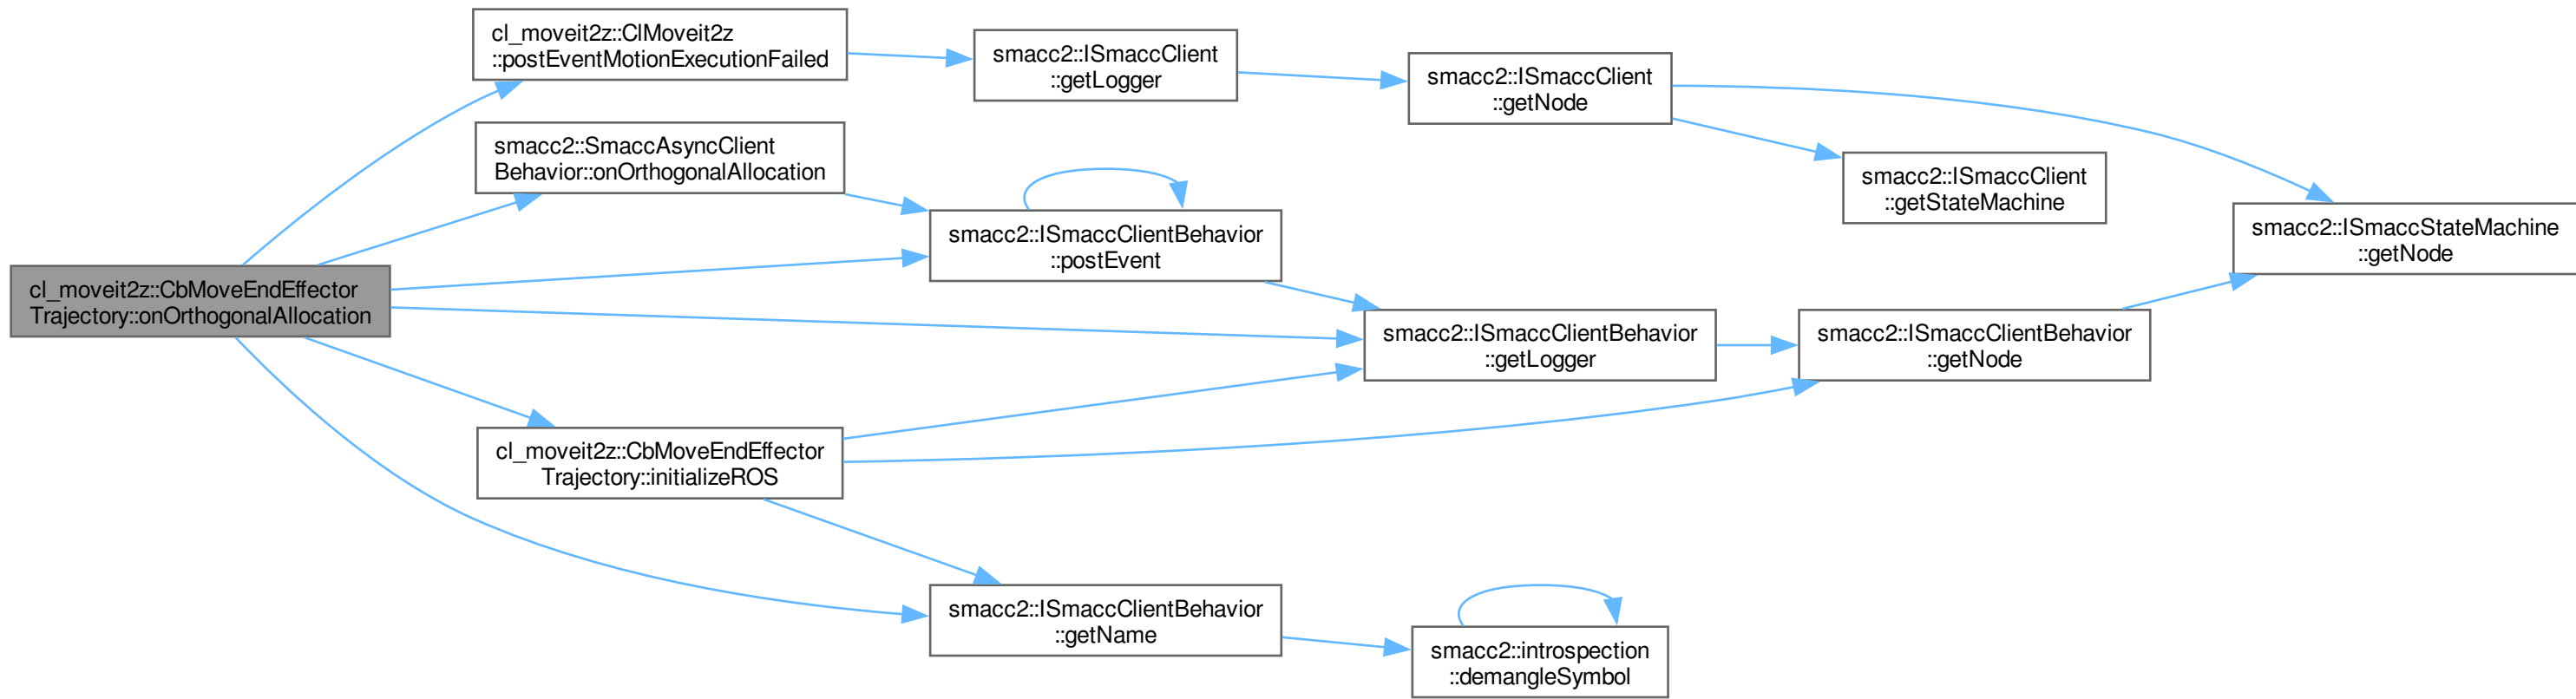 cl_moveit2z::ClMoveit2z
::postEventMotionExecutionFailed
smacc2::ISmaccClient
::getLogger
smacc2::ISmaccClient
::getNode
smacc2::SmaccAsyncClient
Behavior::onOrthogonalAllocation
smacc2::ISmaccClient
::getStateMachine
smacc2::ISmaccClientBehavior
::postEvent
smacc2::ISmaccStateMachine
::getNode
cl_moveit2z::CbMoveEndEffector
Trajectory::onOrthogonalAllocation
smacc2::ISmaccClientBehavior
::getLogger
smacc2::ISmaccClientBehavior
::getNode
cl_moveit2z::CbMoveEndEffector
Trajectory::initializeROS
smacc2::ISmaccClientBehavior
::getName
smacc2::introspection
::demangleSymbol